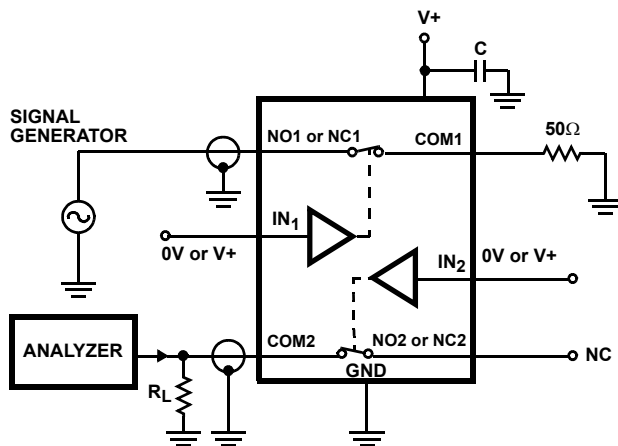 V+
C
SIGNAL
GENERATOR
NO1 or NC1
COM1
50Ω
IN1
0V or V+
IN2
0V or V+
ANALYZER
COM2
NO2 or NC2
GND
NC
RL